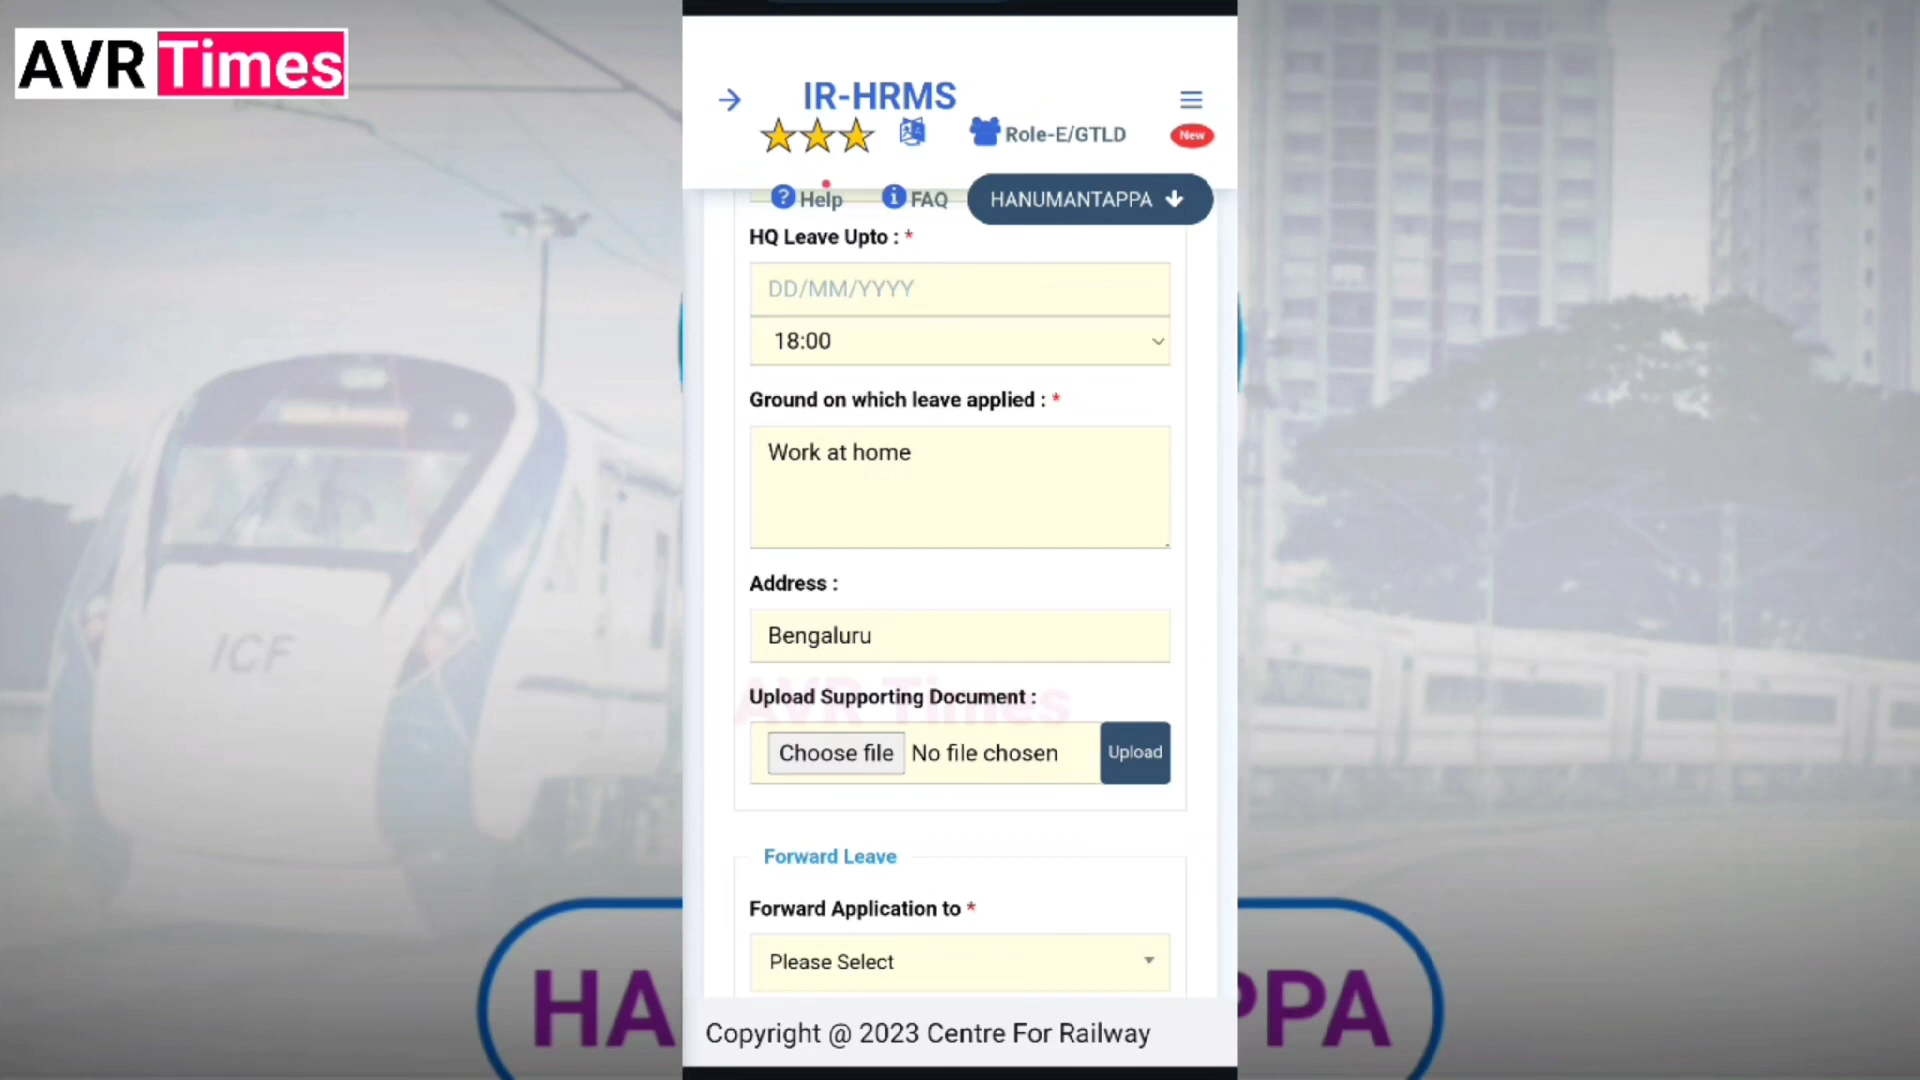 AVR Times
IR-HRMS
Role-E/GTLD
New
Help
FAQ
HANUMANTAPPA
HQ Leave Upto : *
DD/MM/YYYY
18:00
Ground on which leave applied : *
Work at home
Address :
Bengaluru
AVR Times
Upload Supporting Document :
Choose file No file chosen
Upload
Forward Leave
Forward Application to *
Please Select
Copyright @ 2023 Centre For Railway
ICF
HA
PPA